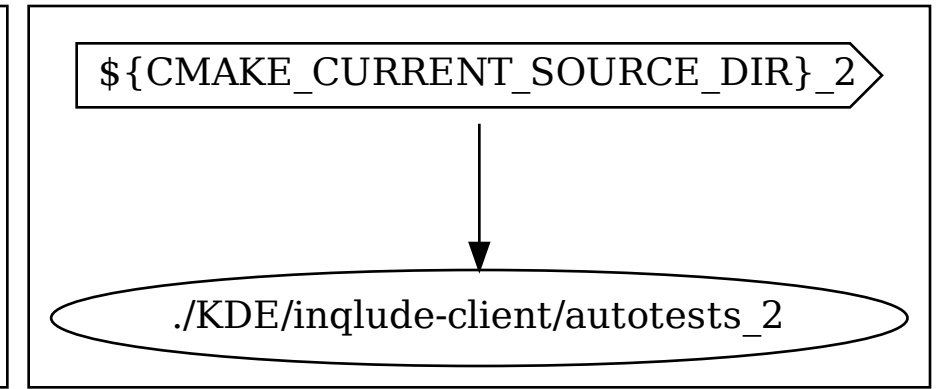 ${CMAKE_CURRENT_SOURCE_DIR}_2
./KDE/inqlude-client/autotests_2